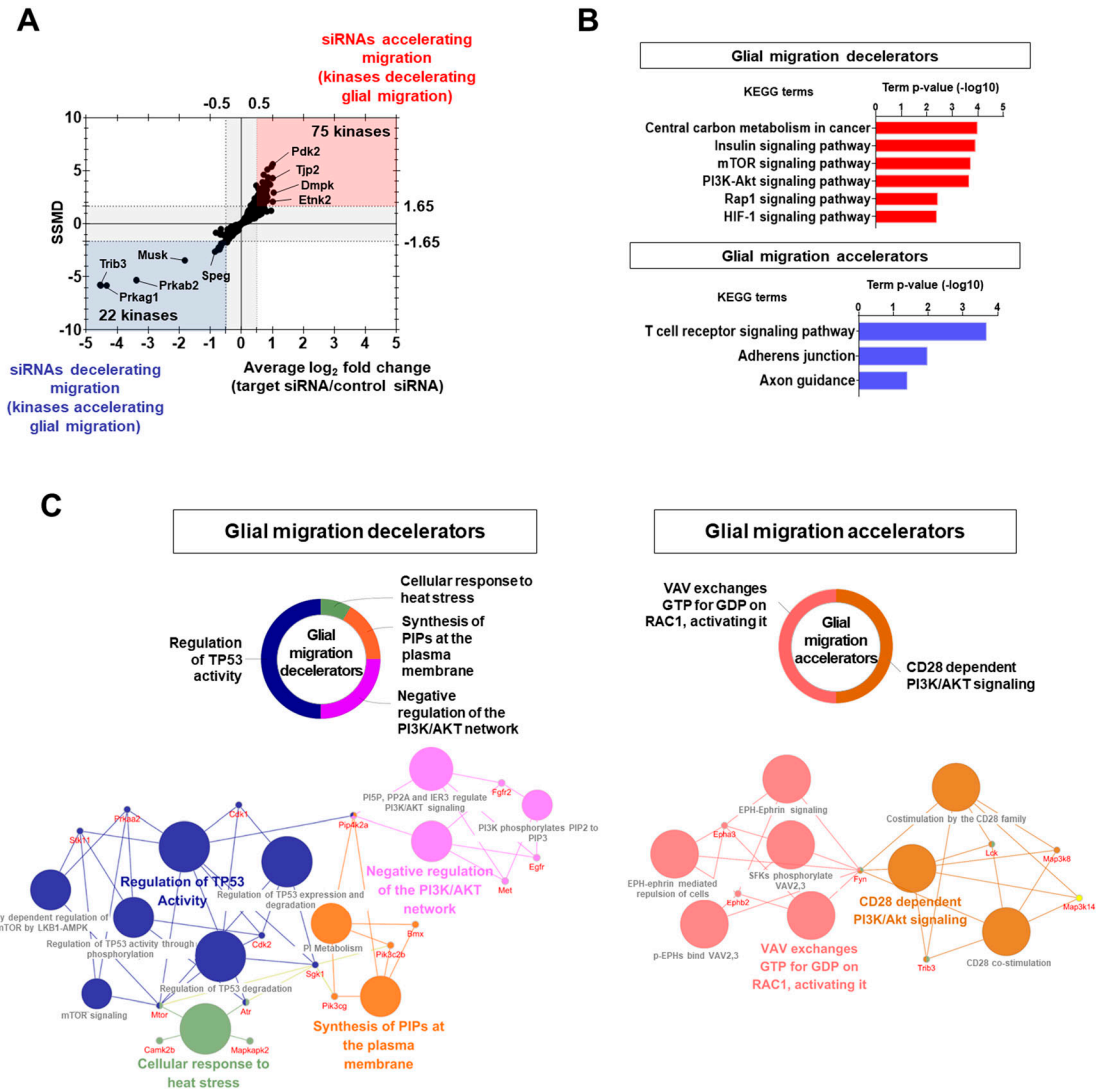 A
siRNAs accelerating
migration
(kinases decelerating
glial migration)
-0.5 0.5
10
75 kinases
Pdk2
Tjp2
Dmpk
Etnk2
5
1.65
0
-1.65
SSMD
Musk
Trib3
Speg
Prkab2
Prkag1
-5
22 kinases
-10
-5 -4 -3 -2 -1 0 1 2 3 4 5
siRNAs decelerating
migration
(kinases accelerating
glial migration)
Average log2 fold change
(target siRNA/control siRNA)
B
Glial migration decelerators
KEGG terms
Term p-value (-log10)
0 1 2 3 4 5
Central carbon metabolism in cancer
Insulin signaling pathway
mTOR signaling pathway
PI3K-Akt signaling pathway
Rap1 signaling pathway
HIF-1 signaling pathway
Glial migration accelerators
KEGG terms
Term p-value (-log10)
0 1 2 3 4
T cell receptor signaling pathway
Adherens junction
Axon guidance
C
Glial migration decelerators
Cellular response to
heat stress
Synthesis of
PIPs at the
plasma
membrane
Regulation
of TP53
activity
Glial
migration
decelerators
Negative
regulation of the
PI3K/AKT network
PI5P, PP2A and IER3 regulate
PI3K/AKT signaling
Fgfr2
PI3K phosphorylates PIP2 to
PIP3
Prkaa2
Cdk1
Stk11
Pip4k2a
Egfr
Met
Negative regulation
of the PI3K/AKT
network
Regulation of TP53
Activity
Regulation of TP53 expression and
degradation
y dependent regulation of
mTOR by LKB1-AMPK
Regulation of TP53 activity through
phosphorylation
Cdk2
PI Metabolism
Bmx
Pik3c2b
Regulation of TP53 degradation
Sgk1
mTOR signaling
Mtor
Atr
Pik3cg
Camk2b
Mapkapk2
Cellular response to
heat stress
Synthesis of PIPs at
the plasma
membrane
Glial migration accelerators
VAV exchanges
GTP for GDP on
RAC1, activating it
Glial
migration
accelerators
CD28 dependent
PI3K/AKT signaling
EPH-Ephrin signaling
Costimulation by the CD28 family
Epha3
Lck
Map3k8
SFKs phosphorylate
VAV2,3
Fyn
EPH-ephrin mediated
repulsion of cells
Ephb2
Map3k14
CD28 dependent
PI3K/Akt signaling
p-EPHs bind VAV2,3
VAV exchanges
GTP for GDP on
RAC1, activating it
Trib3
CD28 co-stimulation